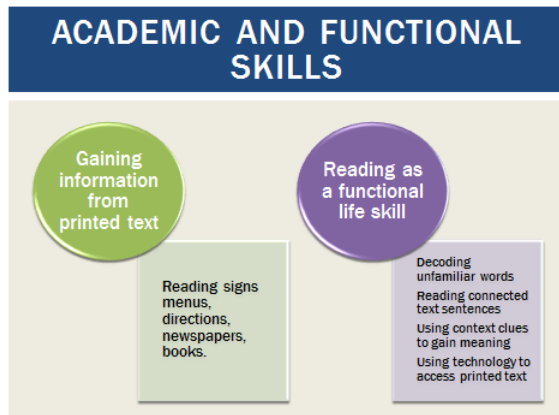 ACADEMIC AND FUNCTIONAL
SKILLS
Gaining
information
from
printed text
Reading signs
menus,
directions,
newspapers,
books.
Reading as
a functional
life skill
Decoding
unfamiliar words
Reading connected
text sentences
Using context clues
to gain meaning
Using technology to
access printed text